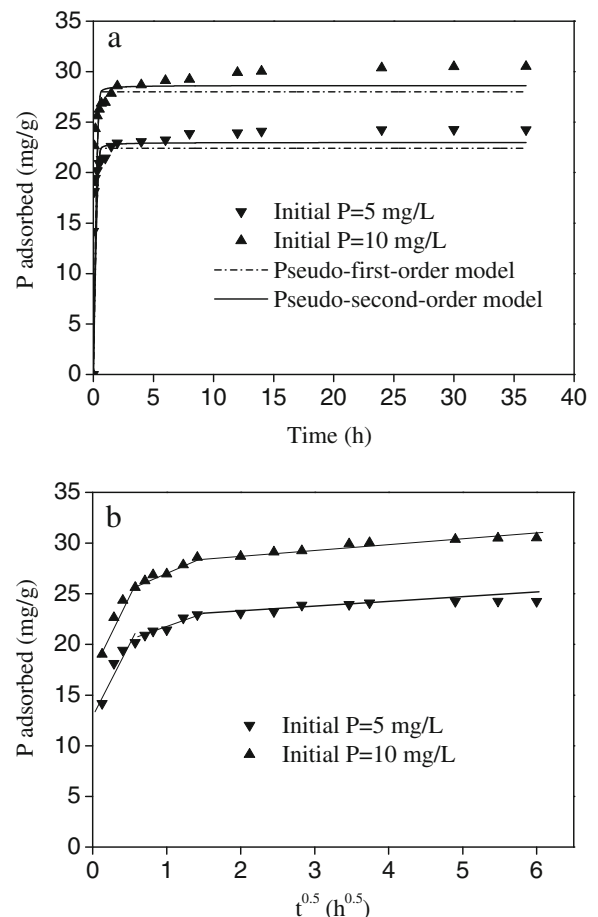 a
35
30
25
20
15
10
5
0
P adsorbed (mg/g)
Initial P=5 mg/L
Initial P=10 mg/L
Pseudo-first-order model
Pseudo-second-order model
0 5 10 15 20 25 30 35 40
Time (h)
b
35
30
25
20
15
10
5
0
P adsorbed (mg/g)
Initial P=5 mg/L
Initial P=10 mg/L
0 1 2 3 4 5 6
t^0.5 (h^0.5)